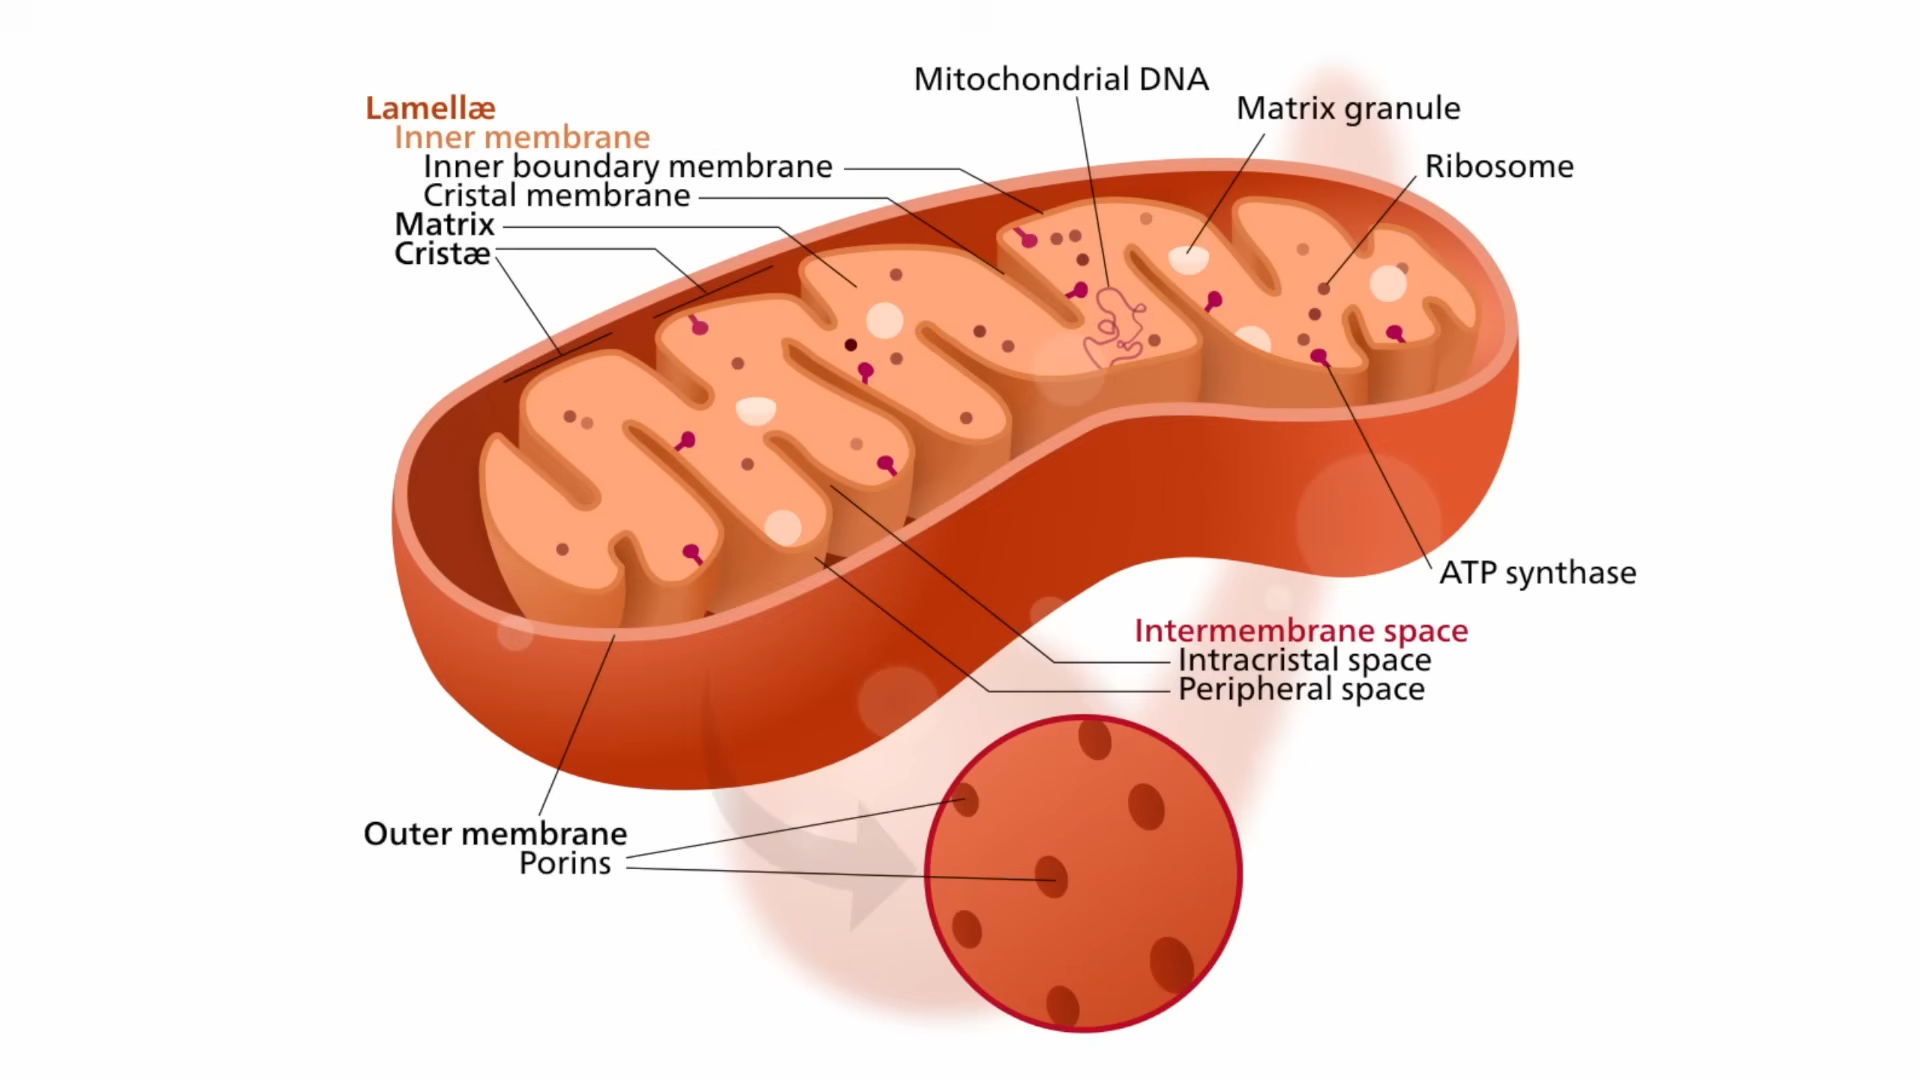 Mitochondrial DNA
Matrix granule
Ribosome
Lamellæ
Inner membrane
Inner boundary membrane
Cristal membrane
Matrix
Cristæ
ATP synthase
Intermembrane space
Intracristal space
Peripheral space
Outer membrane
Porins